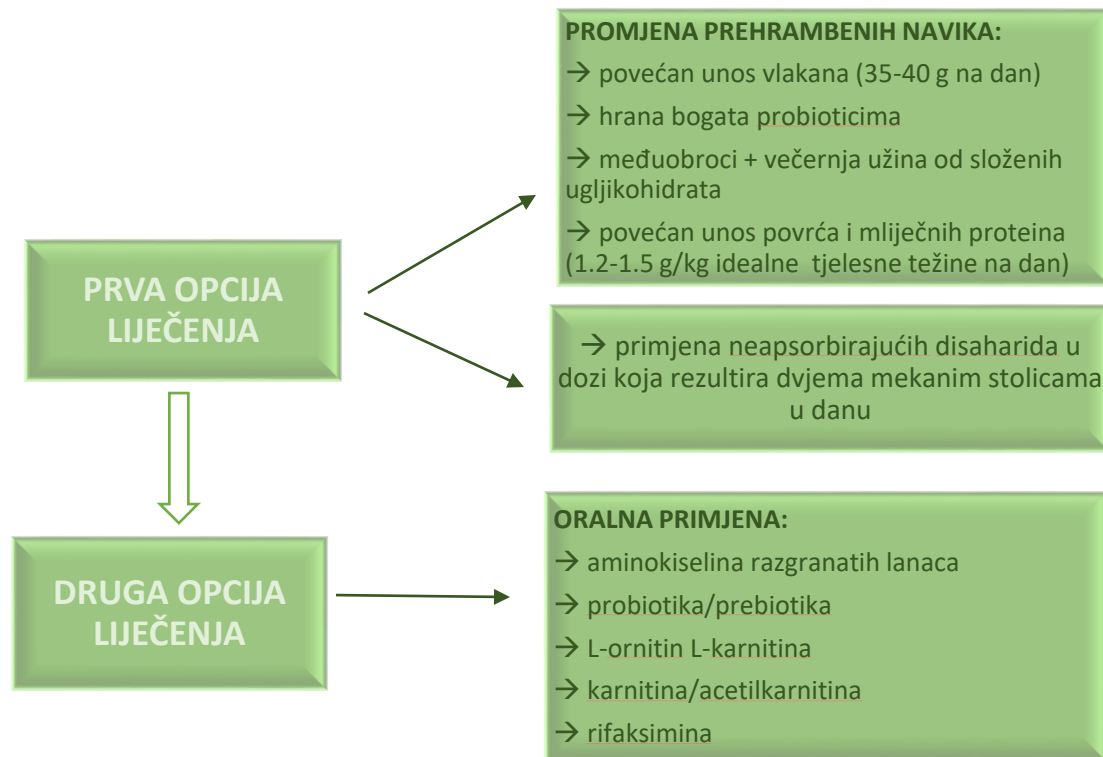 PROMJENA PREHRAMBENIH NAVIKA:
→ povećan unos vlakana (35-40 g na dan)
→ hrana bogata probioticima
→ međuobroci + večernja užina od složenih
ugljikohidrata
→ povećan unos povrća i mliječnih proteina
(1.2-1.5 g/kg idealne tjelesne težine na dan)
PRVA OPCIJA
LIJEČENJA
→ primjena neapsorbirajućih disaharida u
dozi koja rezultira dvjema mekanim stolicama
u danu
DRUGA OPCIJA
LIJEČENJA
ORALNA PRIMJENA:
→ aminokiselina razgranatih lanaca
→ probiotika/prebiotika
→ L-ornitin L-karnitina
→ karnitina/acetilkarnitina
→ rifaksimina